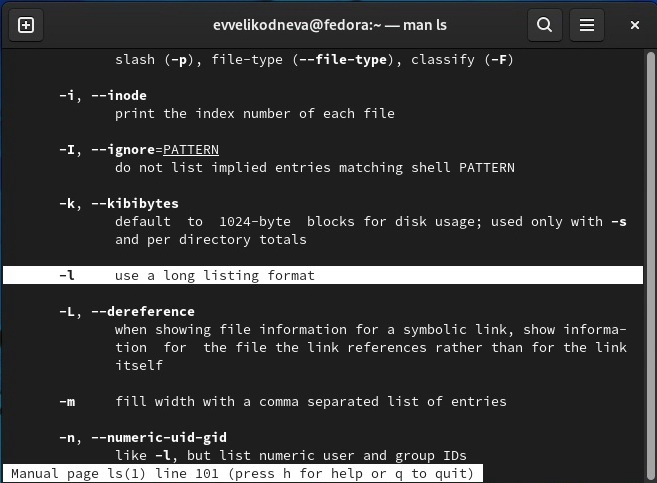 evvelikodneva@fedora:~ — man ls
slash (-p), file-type (--file-type), classify (-F)
-i, --inode
print the index number of each file
-I, --ignore=PATTERN
do not list implied entries matching shell PATTERN
-k, --kibibytes
default  to  1024-byte  blocks for disk usage; used only with -s
and per directory totals
-l     use a long listing format
-L, --dereference
when showing file information for a symbolic link, show informa‐
tion  for  the file the link references rather than for the link
itself
-m     fill width with a comma separated list of entries
-n, --numeric-uid-gid
like -l, but list numeric user and group IDs
Manual page ls(1) line 101 (press h for help or q to quit)